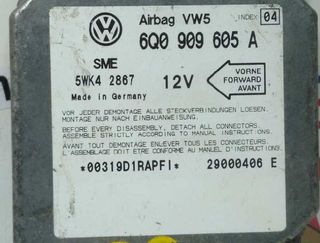 Airbag VW5 INDEX 04
6Q0 909 605 A
SME
5WK4 2867 12V
VORNE
FORWARD
AVANT
Made in Germany
VOR JEDER DEMONTAGE ALLE STECKVERBINDUNGEN LOESEN.
MONTAGE NUR NACH EINBAUANWEISUNG.
BEFORE EVERY DISASSEMBLY, DETACH ALL CONNECTORS.
ASSEMBLE STRICTLY ACCORDING TO MANUAL INSTRUCTIONS.
AVANT TOUT DEMONTAGE ENLEVER TOUS LES CONNECTEURS.
L'ASSEMBLAGE DOIT ETRE CONFORME AU MANUEL D'INSTRUCTIONS.
*00319D1RAPFI* 29000406 E